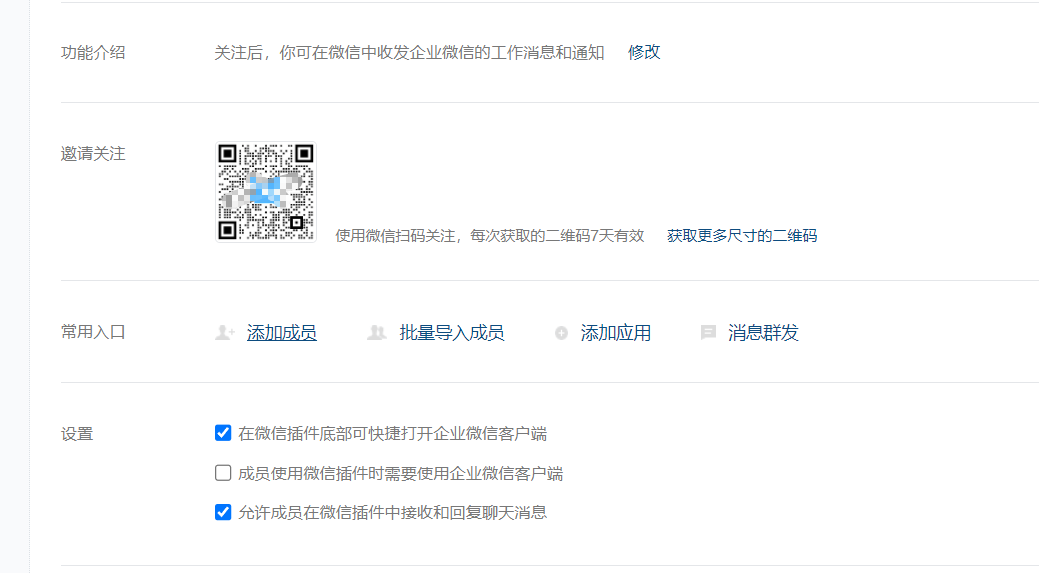 功能介绍 关注后，你可在微信中收发企业微信的工作消息和通知 修改
邀请关注
使用微信扫码关注，每次获取的二维码7天有效 获取更多尺寸的二维码
常用入口 添加成员 批量导入成员 添加应用 消息群发
设置 在微信插件底部可快捷打开企业微信客户端
成员使用微信插件时需要使用企业微信客户端
允许成员在微信插件中接收和回复聊天消息